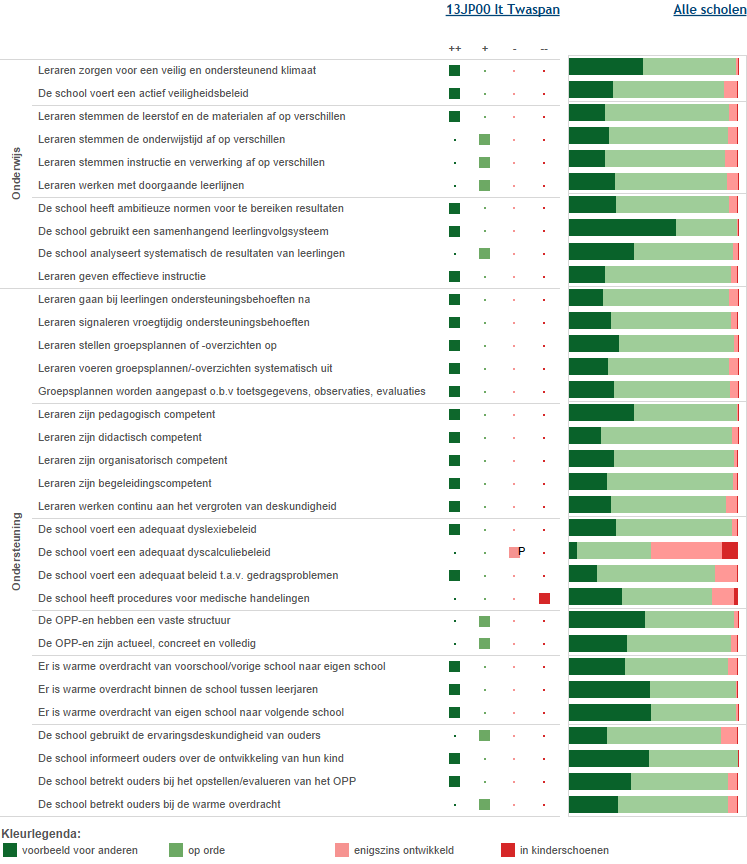 13JP00 It Twaspan Alle scholen
++ + - --
Onderwijs
Leraren zorgen voor een veilig en ondersteunend klimaat
De school voert een actief veiligheidsbeleid
Leraren stemmen de leerstof en de materialen af op verschillen
Leraren stemmen de onderwijstijd af op verschillen
Leraren stemmen instructie en verwerking af op verschillen
Leraren werken met doorgaande leerlijnen
De school heeft ambitieuze normen voor te bereiken resultaten
De school gebruikt een samenhangend leerlingvolgsysteem
De school analyseert systematisch de resultaten van leerlingen
Leraren geven effectieve instructie
Ondersteuning
Leraren gaan bij leerlingen ondersteuningsbehoeften na
Leraren signaleren vroegtijdig ondersteuningsbehoeften
Leraren stellen groepsplannen of -overzichten op
Leraren voeren groepsplannen/-overzichten systematisch uit
Groepsplannen worden aangepast o.b.v toetsgegevens, observaties, evaluaties
Leraren zijn pedagogisch competent
Leraren zijn didactisch competent
Leraren zijn organisatorisch competent
Leraren zijn begeleidingscompetent
Leraren werken continu aan het vergroten van deskundigheid
De school voert een adequaat dyslexiebeleid
De school voert een adequaat dyscalculiebeleid P
De school voert een adequaat beleid t.a.v. gedragsproblemen
De school heeft procedures voor medische handelingen
De OPP-en hebben een vaste structuur
De OPP-en zijn actueel, concreet en volledig
Er is warme overdracht van voorschool/vorige school naar eigen school
Er is warme overdracht binnen de school tussen leerjaren
Er is warme overdracht van eigen school naar volgende school
De school gebruikt de ervaringsdeskundigheid van ouders
De school informeert ouders over de ontwikkeling van hun kind
De school betrekt ouders bij het opstellen/evalueren van het OPP
De school betrekt ouders bij de warme overdracht
Kleurlegenda:
voorbeeld voor anderen op orde enigszins ontwikkeld in kinderschoenen